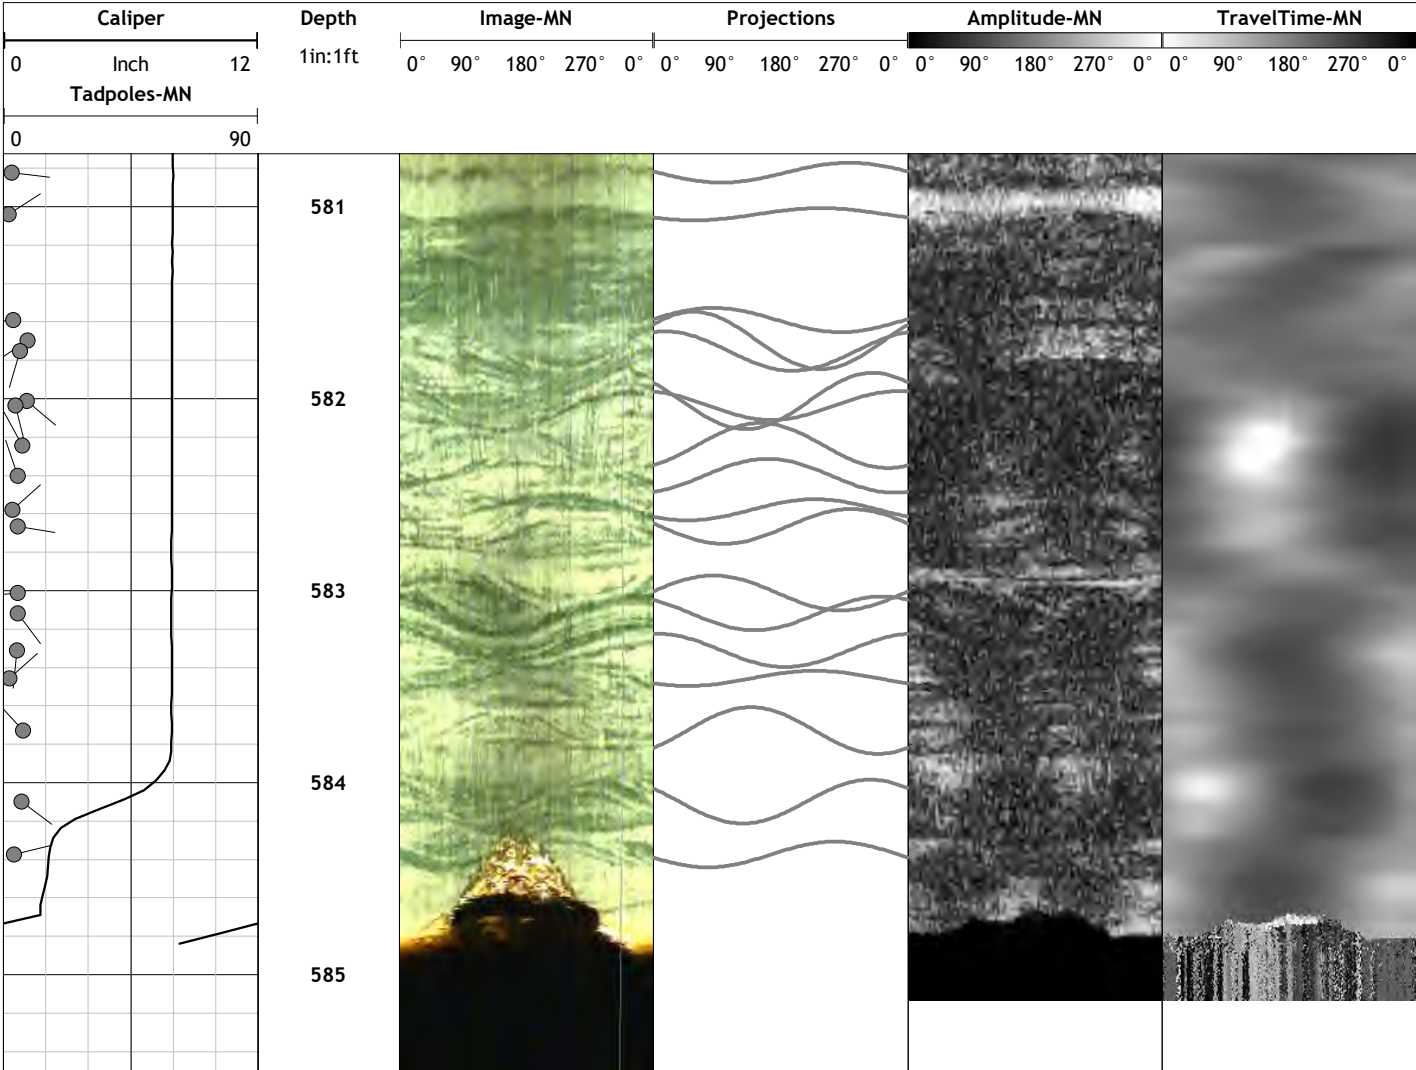 Caliper Depth Image-MN Projections Amplitude-MN TravelTime-MN
0 Inch 12 1in:1ft 0° 90° 180° 270° 0° 0° 90° 180° 270° 0° 0° 90° 180° 270° 0° 0° 90° 180° 270° 0°
Tadpoles-MN
0 90
581
582
583
584
585